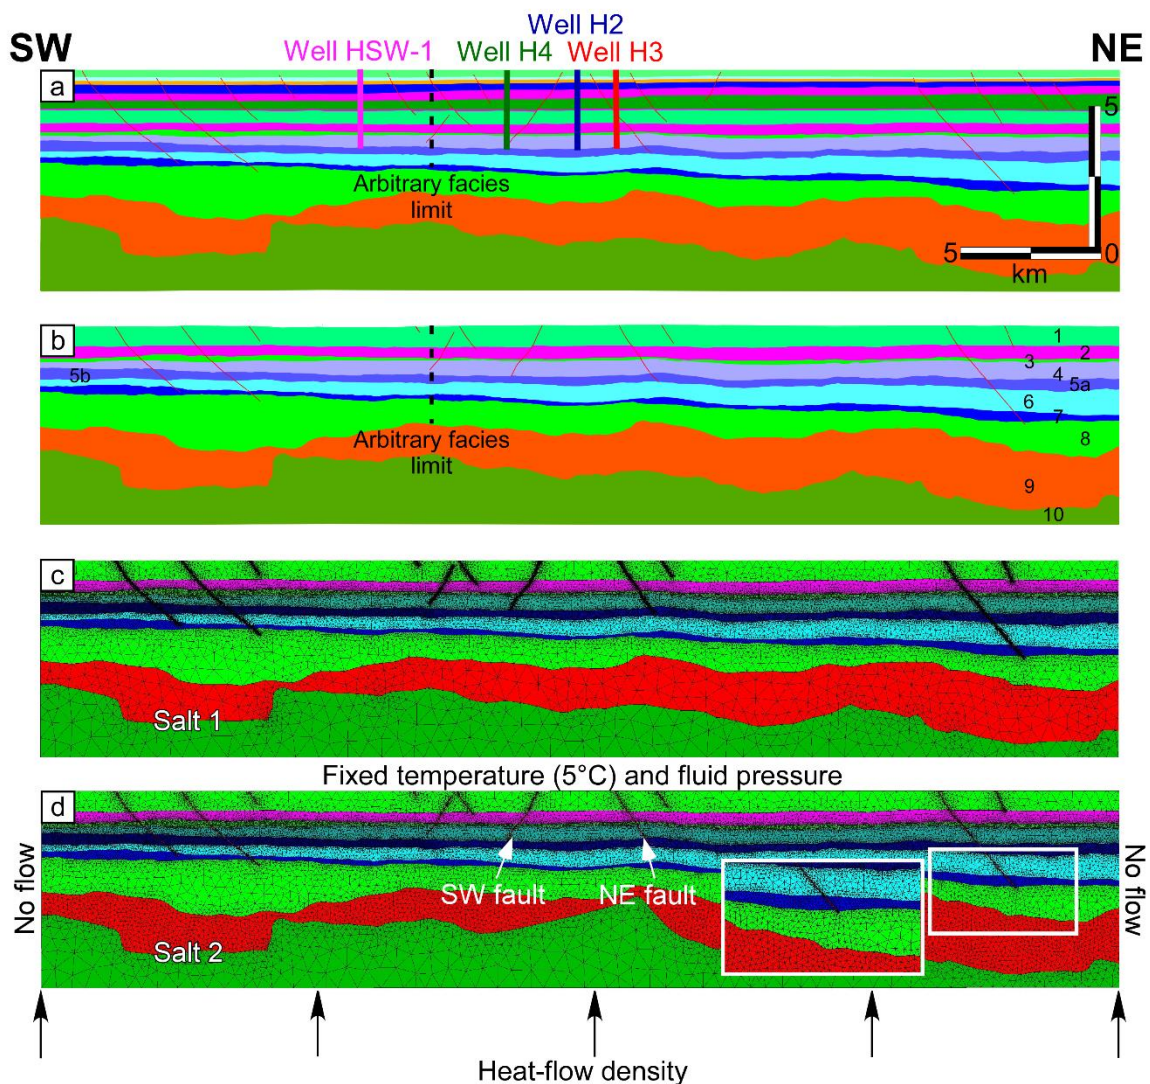 Well H2
SW
Well HSW-1
Well H4
Well H3
NE
a
5
Arbitrary facies
limit
5
0
km
b
1
2
3
5b
4
5a
6
7
Arbitrary facies
limit
8
9
10
c
Salt 1
Fixed temperature (5°C) and fluid pressure
d
No flow
SW fault
NE fault
No flow
Salt 2
Heat-flow density